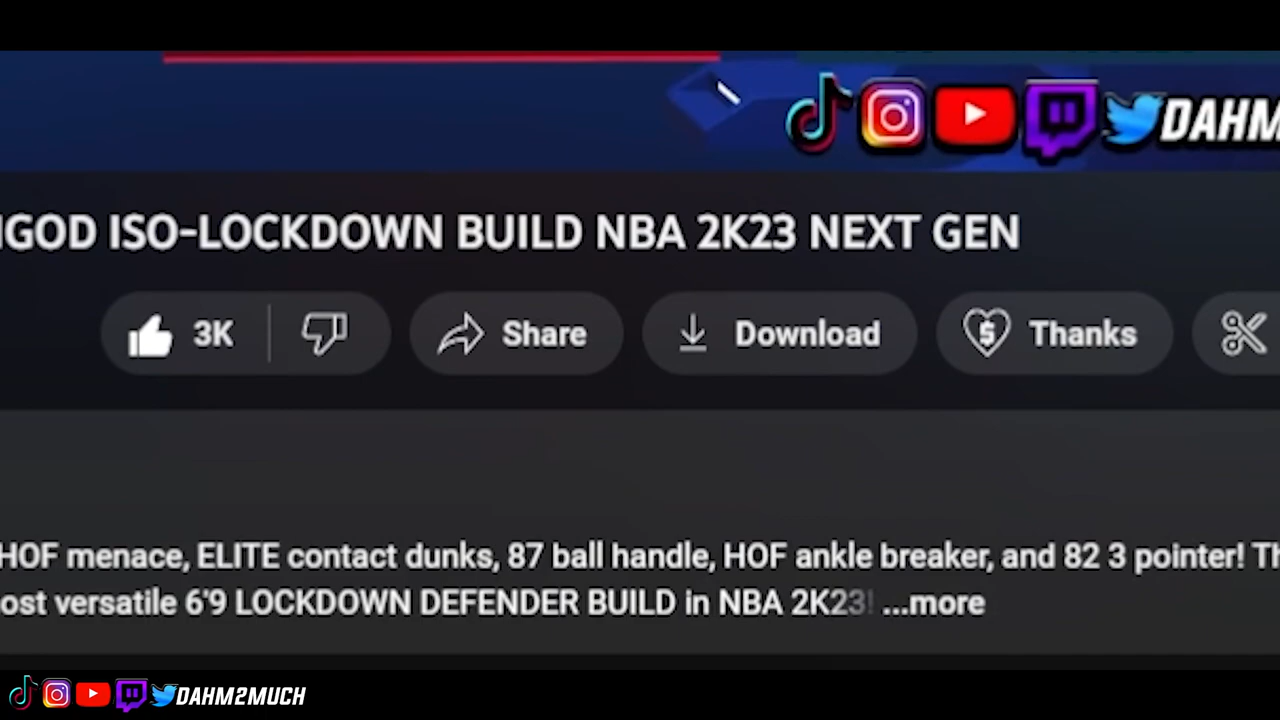 DAHM
GOD ISO-LOCKDOWN BUILD NBA 2K23 NEXT GEN
3K
Share
Download
Thanks
HOF menace, ELITE contact dunks, 87 ball handle, HOF ankle breaker, and 82 3 pointer! Th
ost versatile 6'9 LOCKDOWN DEFENDER BUILD in NBA 2K23! ...more
DAHM2MUCH